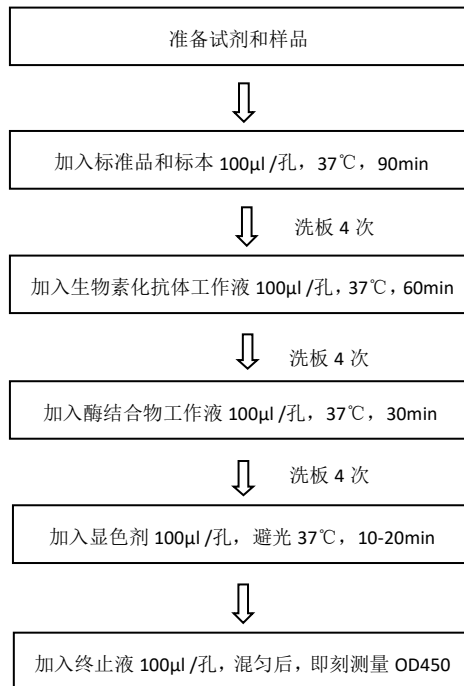 准备试剂和样品
加入标准品和标本 100μl /孔，37℃，90min
洗板 4 次
加入生物素化抗体工作液 100μl /孔，37℃，60min
洗板 4 次
加入酶结合物工作液 100μl /孔，37℃，30min
洗板 4 次
加入显色剂 100μl /孔，避光 37℃，10-20min
加入终止液 100μl /孔，混匀后，即刻测量 OD450